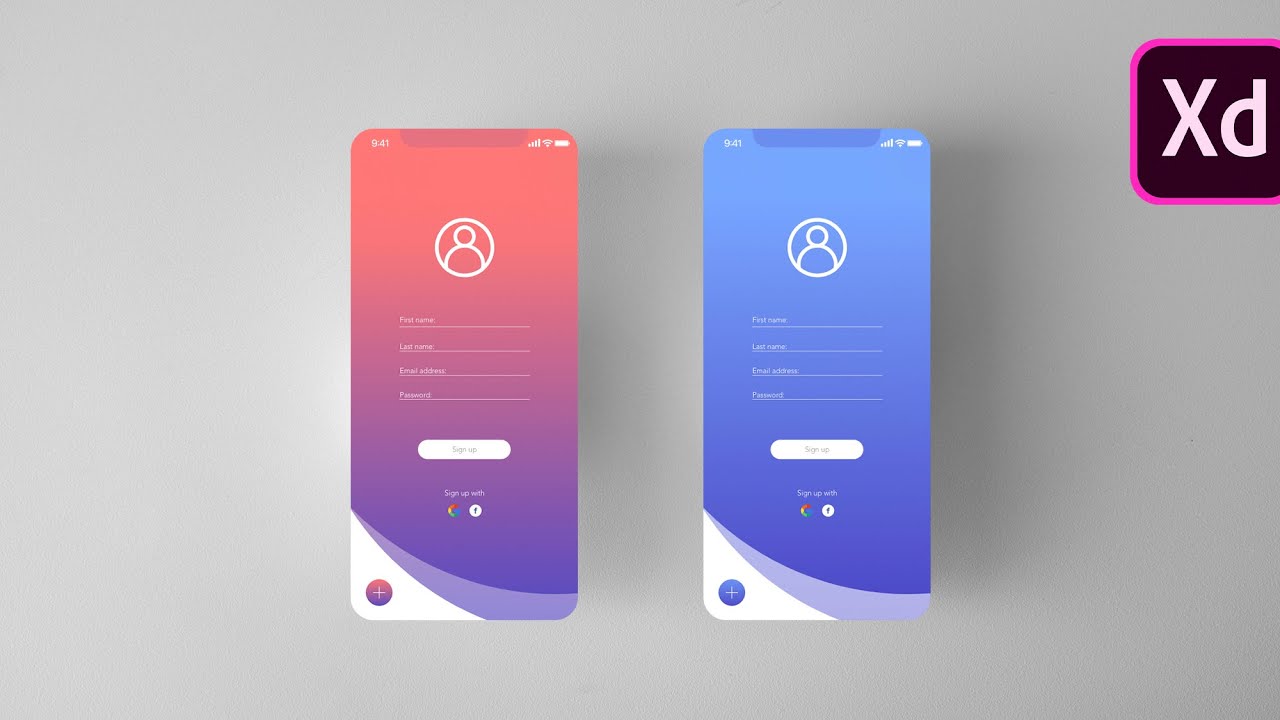 9:41
First name:
Last name:
Email address:
Password:
Sign up
Sign up with
f
9:41
First name:
Last name:
Email address:
Password:
Sign up
Sign up with
f
Xd